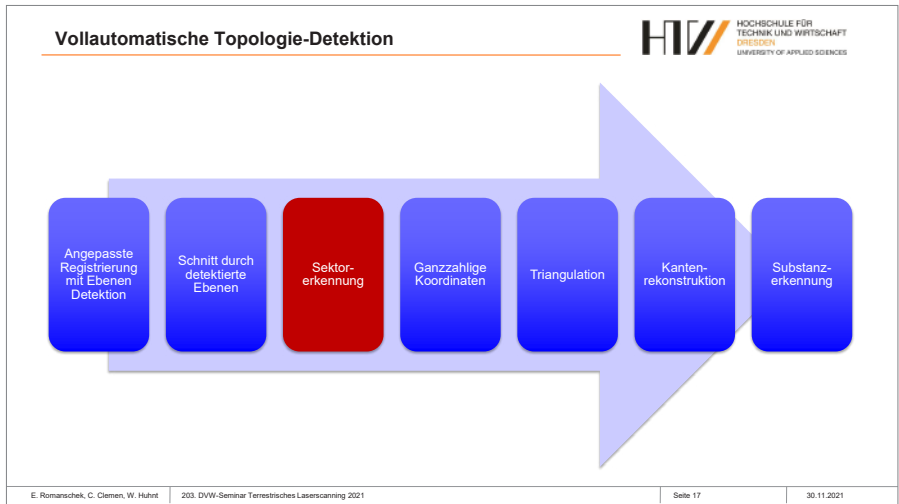 Vollautomatische Topologie-Detektion
HTW
HOCHSCHULE FÜR
TECHNIK UND WIRTSCHAFT
DRESDEN
UNIVERSITY OF APPLIED SCIENCES
Angepasste
Registrierung
mit Ebenen
Detektion
Schnitt durch
detektierte
Ebenen
Sektor-
erkennung
Ganzzahlige
Koordinaten
Triangulation
Kanten-
rekonstruktion
Substanz-
erkennung
E. Romanschek, C. Clemen, W. Huhnt
203. DVW-Seminar Terrestrisches Laserscanning 2021
Seite 17
30.11.2021